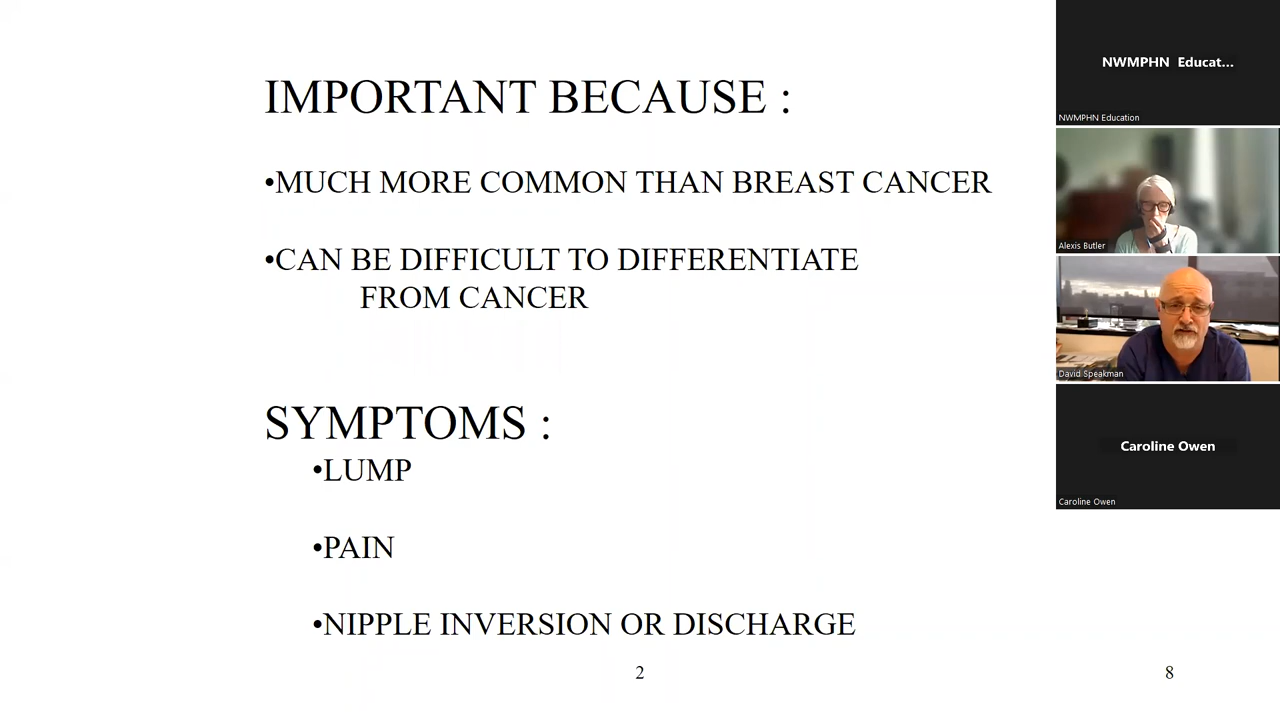 IMPORTANT BECAUSE :
•MUCH MORE COMMON THAN BREAST CANCER
•CAN BE DIFFICULT TO DIFFERENTIATE
FROM CANCER
SYMPTOMS :
•LUMP
•PAIN
•NIPPLE INVERSION OR DISCHARGE
2
8
NWMPHN Educat...
NWMPHN Education
Alexis Butler
David Speakman
Caroline Owen
Caroline Owen